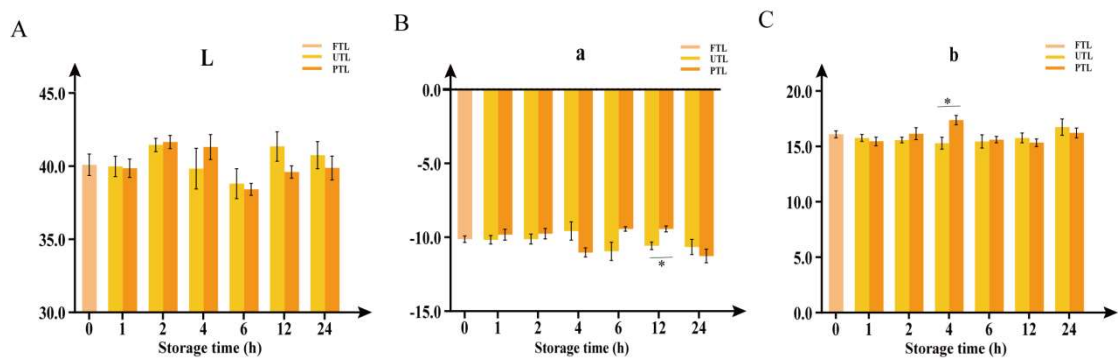 A
L
FTL
UTL
PTL
45.0
40.0
35.0
30.0
0 1 2 4 6 12 24
Storage time (h)
B
a
FTL
UTL
PTL
0.0
-5.0
-10.0
-15.0
*
0 1 2 4 6 12 24
Storage time (h)
C
b
FTL
UTL
PTL
20.0
15.0
10.0
5.0
0.0
*
0 1 2 4 6 12 24
Storage time (h)